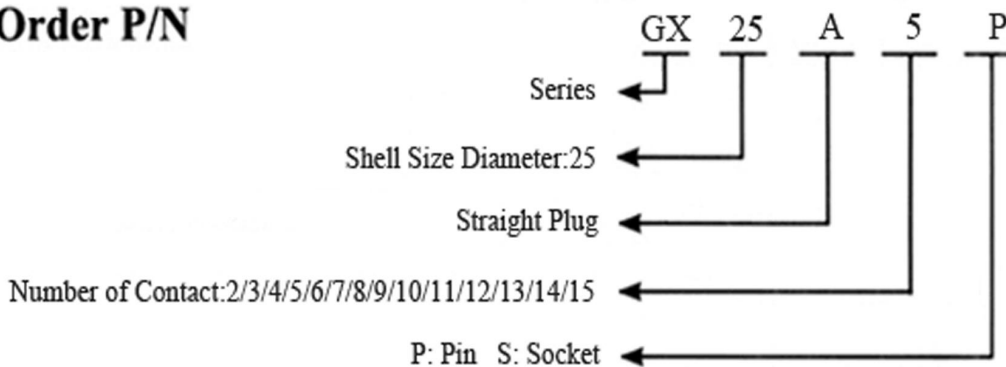 Order P/N
GX 25 A 5 P
Series
Shell Size Diameter:25
Straight Plug
Number of Contact:2/3/4/5/6/7/8/9/10/11/12/13/14/15
P: Pin S: Socket